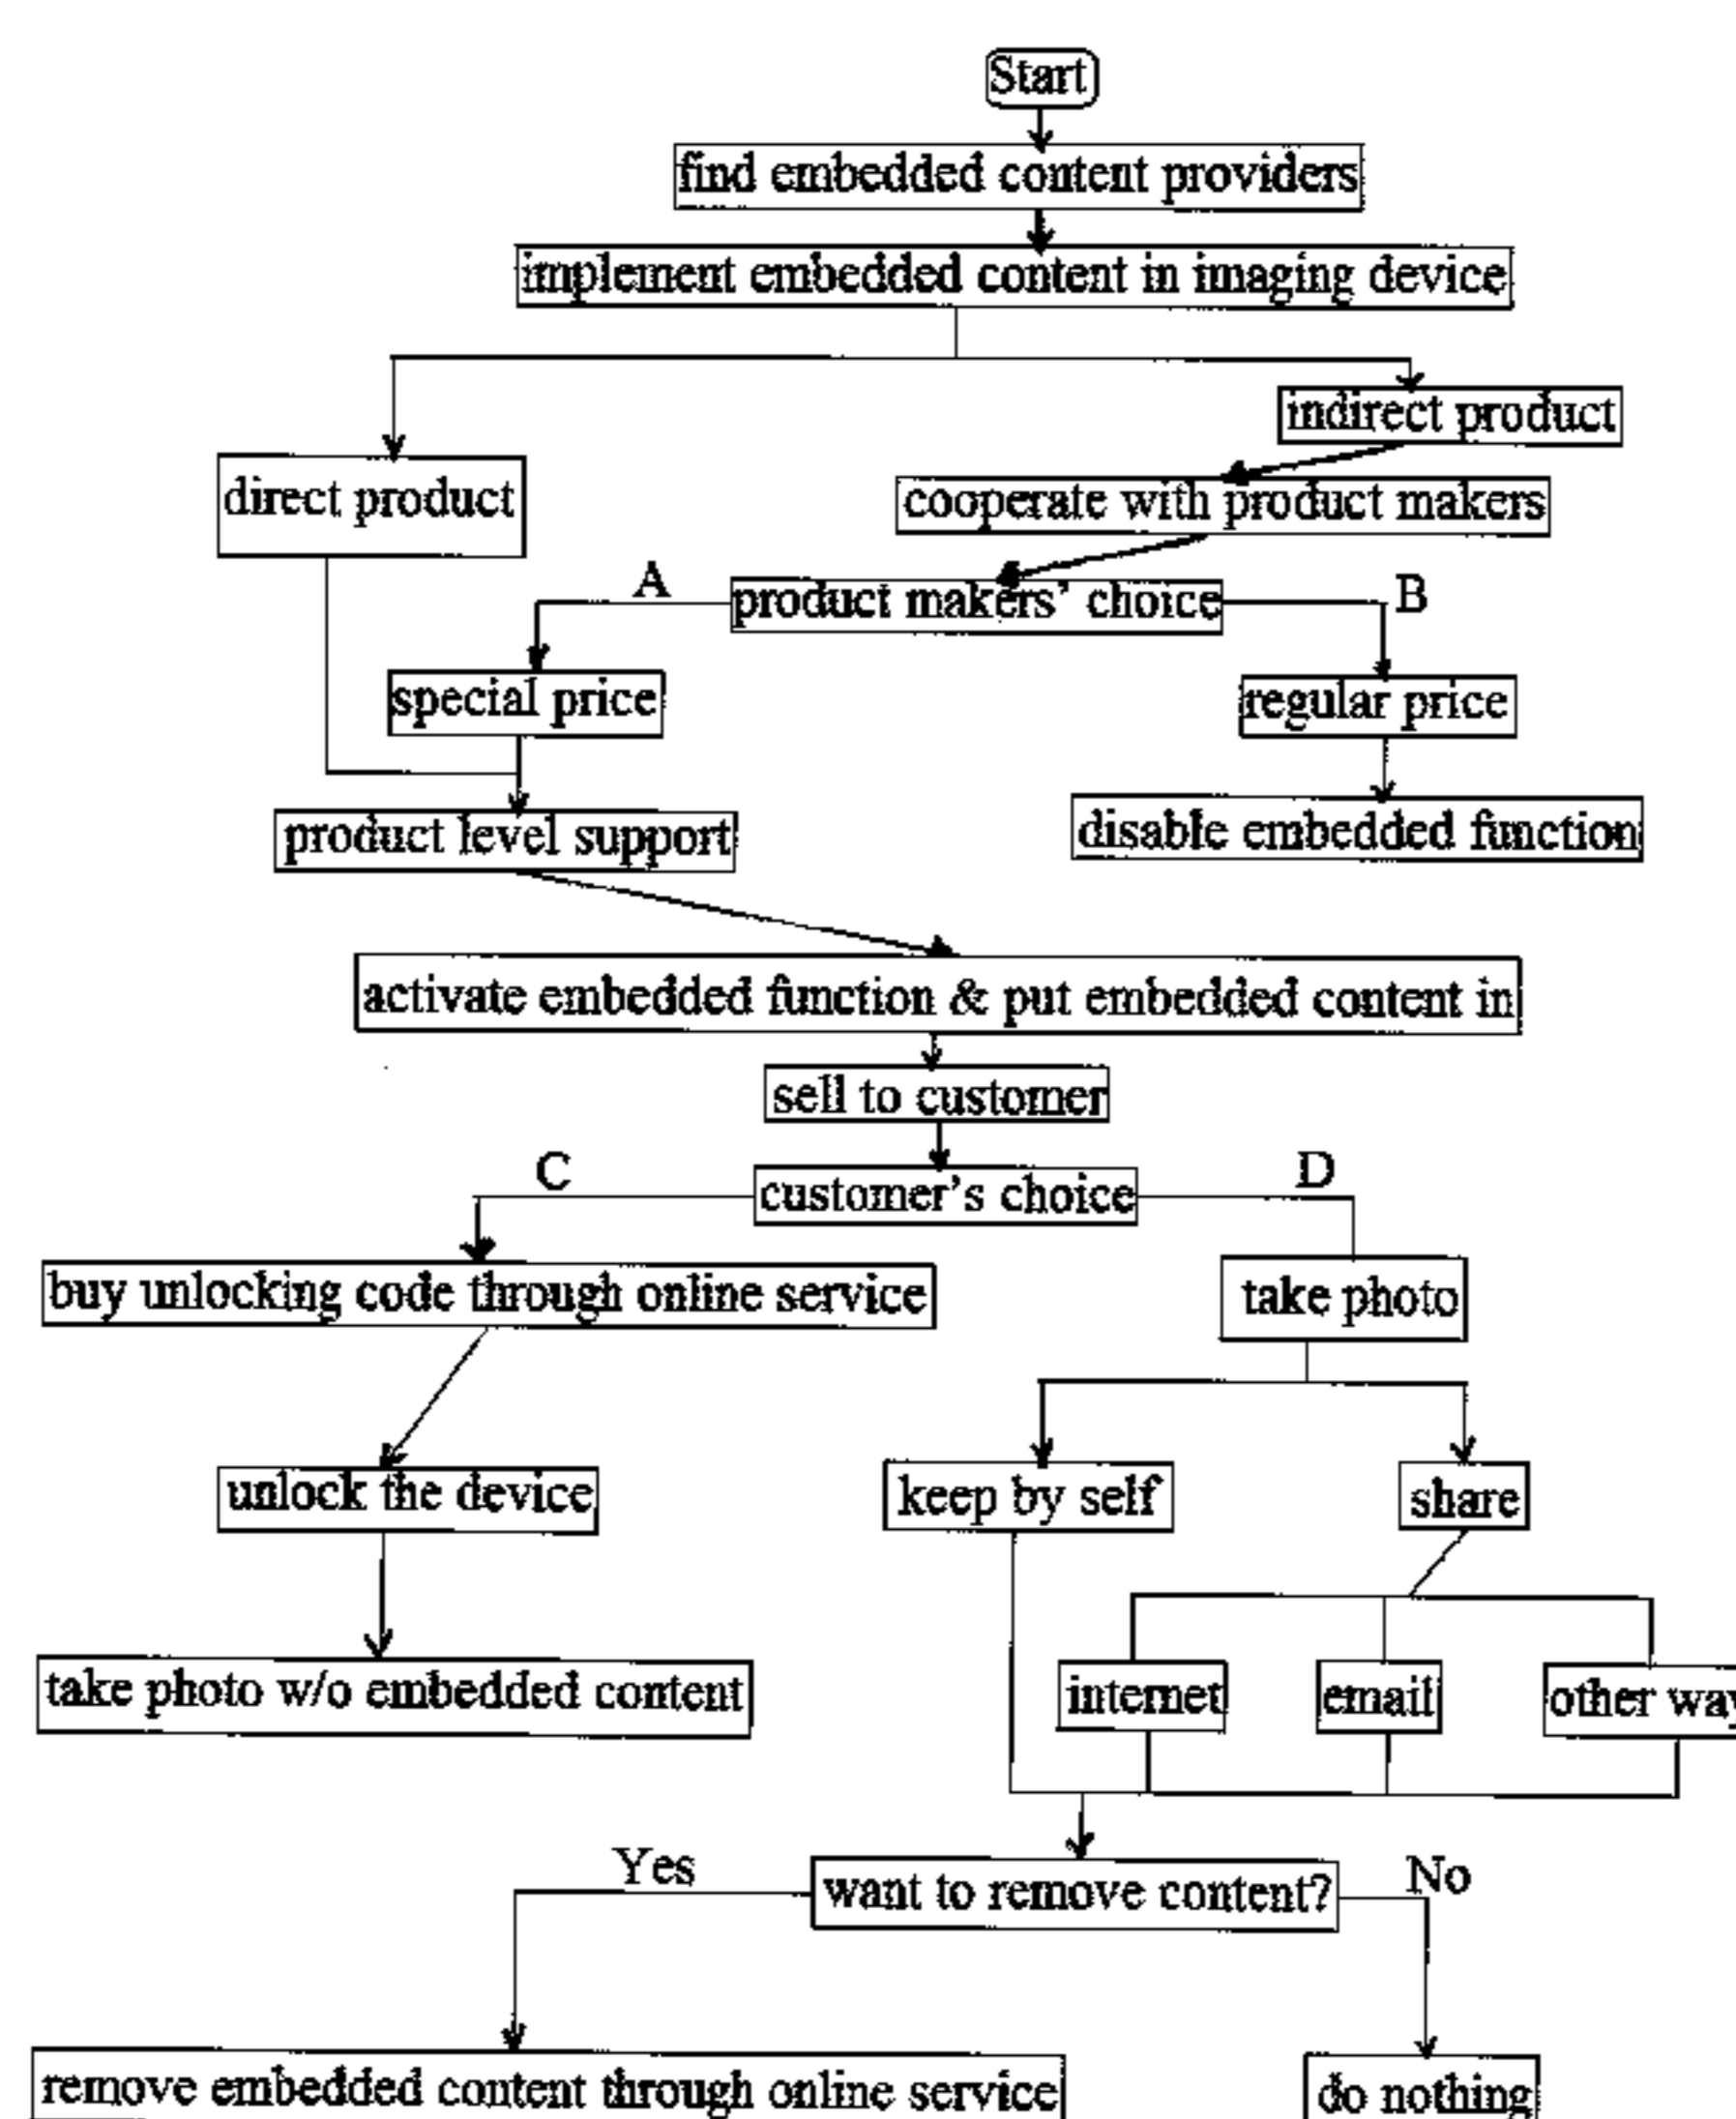 Start
find embedded content providers
implement embedded content in imaging device
indirect product
direct product
cooperate with product makers
A
product makers' choice
B
special price
regular price
product level support
disable embedded function
activate embedded function & put embedded content in
sell to customer
C
customer's choice
D
buy unlocking code through online service
take photo
unlock the device
keep by self
share
take photo w/o embedded content
internet
email
other way
Yes
want to remove content?
No
remove embedded content through online service
do nothing